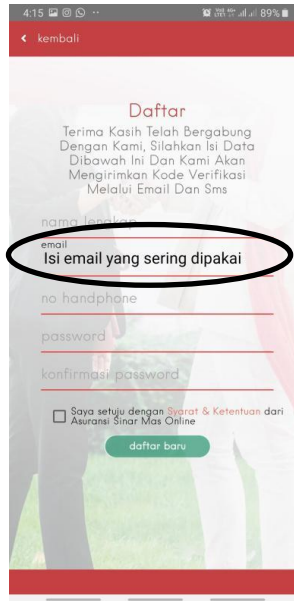 4:15
89%
kembali
Daftar
Terima Kasih Telah Bergabung
Dengan Kami, Silahkan Isi Data
Dibawah Ini Dan Kami Akan
Mengirimkan Kode Verifikasi
Melalui Email Dan Sms
nama lengkap
email
Isi email yang sering dipakai
no handphone
password
konfirmasi password
Saya setuju dengan Syarat & Ketentuan dari
Asuransi Sinar Mas Online
daftar baru